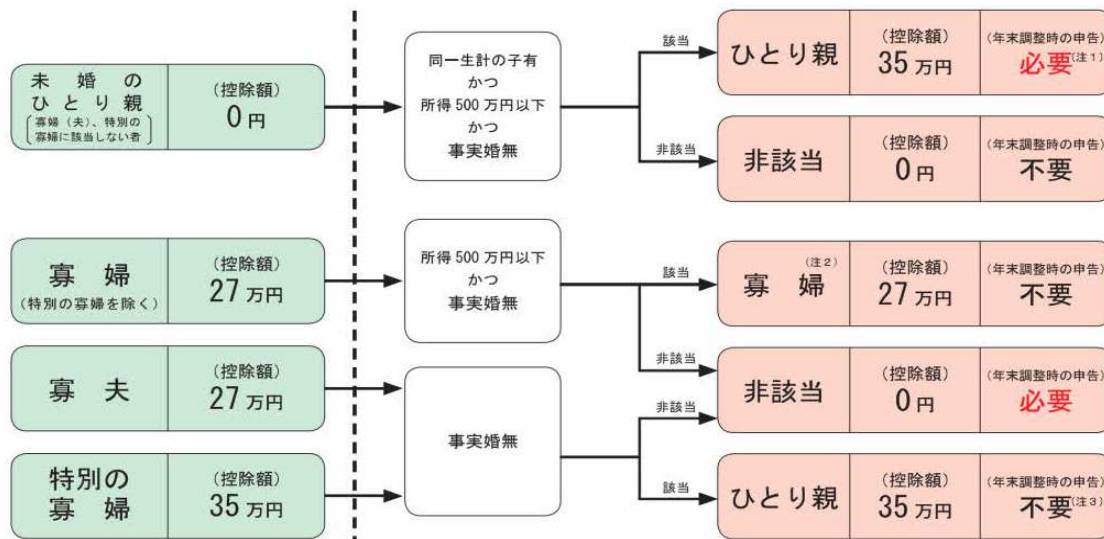 未婚の
ひとり親
寡婦（夫）、特別の
寡婦に該当しない者
(控除額)
0円
同一生計の子有
かつ
所得500万円以下
かつ
事実婚無
該当
ひとり親
(控除額)
35万円
(年末調整時の申告)
必要(注1)
非該当
非該当
(控除額)
0円
(年末調整時の申告)
不要
寡婦
(特別の寡婦を除く)
(控除額)
27万円
所得500万円以下
かつ
事実婚無
該当
寡婦(注2)
(控除額)
27万円
(年末調整時の申告)
不要
寡夫
(控除額)
27万円
非該当
非該当
非該当
(控除額)
0円
(年末調整時の申告)
必要
特別の
寡婦
(控除額)
35万円
事実婚無
該当
ひとり親
(控除額)
35万円
(年末調整時の申告)
不要(注3)